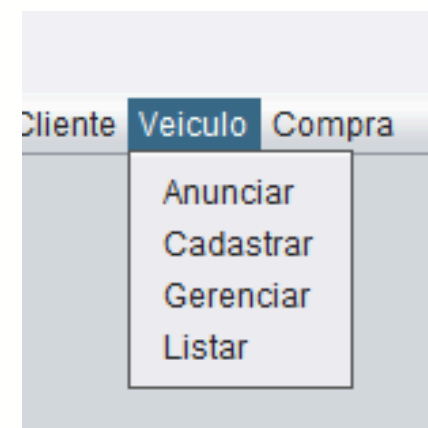 Cliente Veiculo Compra
Anunciar
Cadastrar
Gerenciar
Listar